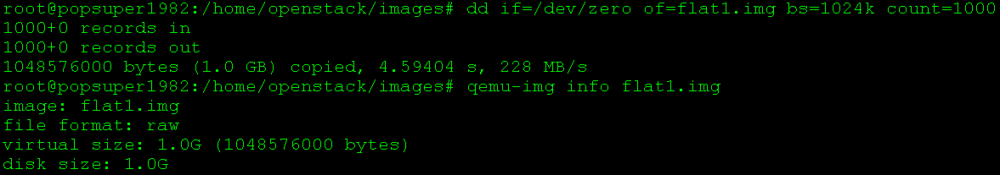 root@popsuper1982:/home/openstack/images# dd if=/dev/zero of=flat1.img bs=1024k count=1000
1000+0 records in
1000+0 records out
1048576000 bytes (1.0 GB) copied, 4.59404 s, 228 MB/s
root@popsuper1982:/home/openstack/images# qemu-img info flat1.img
image: flat1.img
file format: raw
virtual size: 1.0G (1048576000 bytes)
disk size: 1.0G